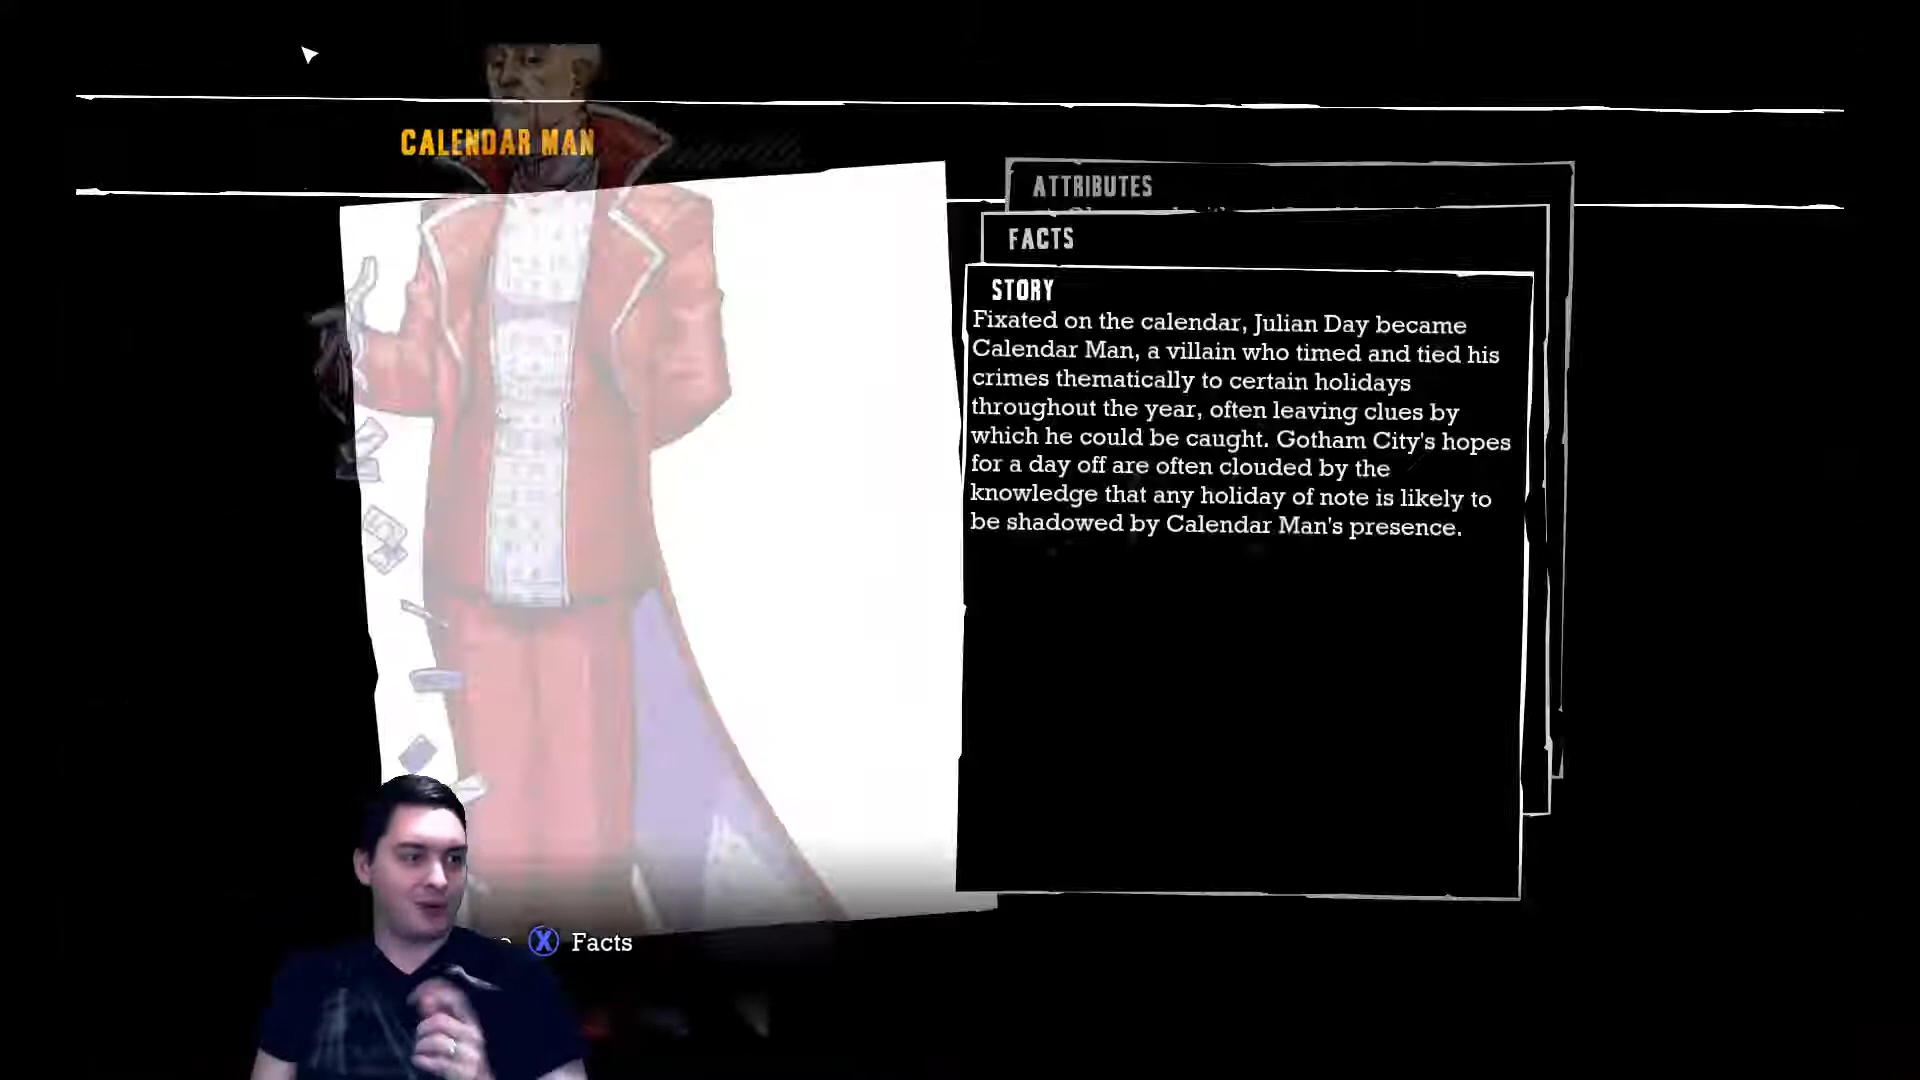 CALENDAR MAN
ATTRIBUTES
FACTS
STORY
Fixated on the calendar, Julian Day became
Calendar Man, a villain who timed and tied his
crimes thematically to certain holidays
throughout the year, often leaving clues by
which he could be caught. Gotham City's hopes
for a day off are often clouded by the
knowledge that any holiday of note is likely to
be shadowed by Calendar Man's presence.
X Facts